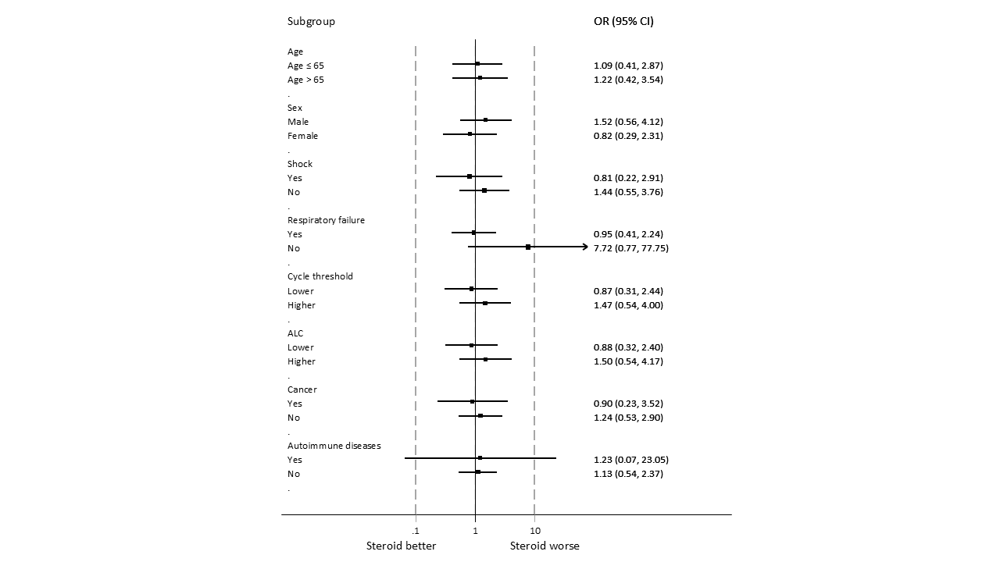 Subgroup OR (95% CI)
Age
Age ≤ 65 1.09 (0.41, 2.87)
Age > 65 1.22 (0.42, 3.54)
.
Sex
Male 1.52 (0.56, 4.12)
Female 0.82 (0.29, 2.31)
.
Shock
Yes 0.81 (0.22, 2.91)
No 1.44 (0.55, 3.76)
.
Respiratory failure
Yes 0.95 (0.41, 2.24)
No 7.72 (0.77, 77.75)
.
Cycle threshold
Lower 0.87 (0.31, 2.44)
Higher 1.47 (0.54, 4.00)
.
ALC
Lower 0.88 (0.32, 2.40)
Higher 1.50 (0.54, 4.17)
.
Cancer
Yes 0.90 (0.23, 3.52)
No 1.24 (0.53, 2.90)
.
Autoimmune diseases
Yes 1.23 (0.07, 23.05)
No 1.13 (0.54, 2.37)
.
.1 1 10
Steroid better Steroid worse